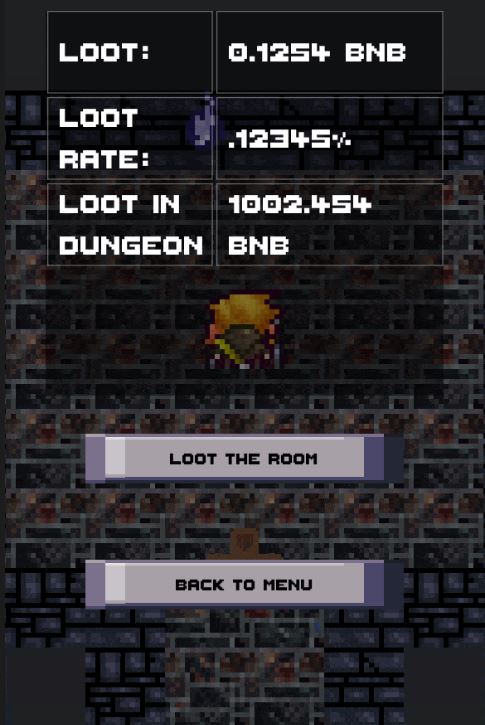 LOOT: 0.1254 BNB
LOOT RATE: .12345%
LOOT IN DUNGEON 1002.454 BNB
LOOT THE ROOM
BACK TO MENU